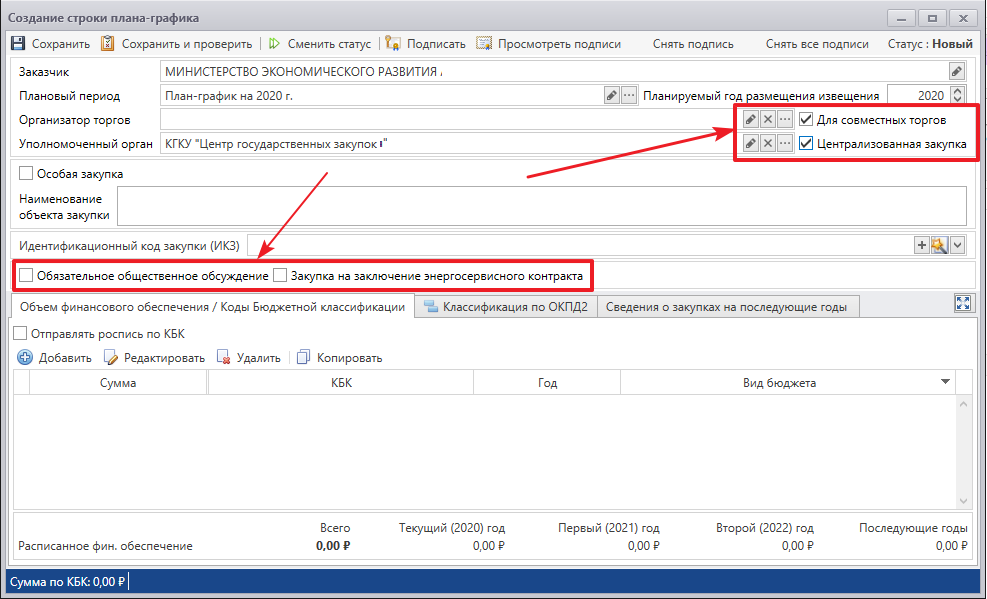 Создание строки плана-графика
Сохранить Сохранить и проверить Сменить статус Подписать Просмотреть подписи Снять подпись Снять все подписи Статус : Новый
Заказчик МИНИСТЕРСТВО ЭКОНОМИЧЕСКОГО РАЗВИТИЯ
Плановый период План-график на 2020 г. Планируемый год размещения извещения 2020
Организатор торгов Для совместных торгов
Уполномоченный орган КГКУ "Центр государственных закупок " Централизованная закупка
Особая закупка
Наименование
объекта закупки
Идентификационный код закупки (ИКЗ)
Обязательное общественное обсуждение Закупка на заключение энергосервисного контракта
Объем финансового обеспечения / Коды Бюджетной классификации Классификация по ОКПД2 Сведения о закупках на последующие годы
Отправлять роспись по КБК
Добавить Редактировать Удалить Копировать
Сумма КБК Год Вид бюджета
Всего Текущий (2020) год Первый (2021) год Второй (2022) год Последующие годы
Расписанное фин. обеспечение 0,00 ₽ 0,00 ₽ 0,00 ₽ 0,00 ₽ 0,00 ₽
Сумма по КБК: 0,00 ₽